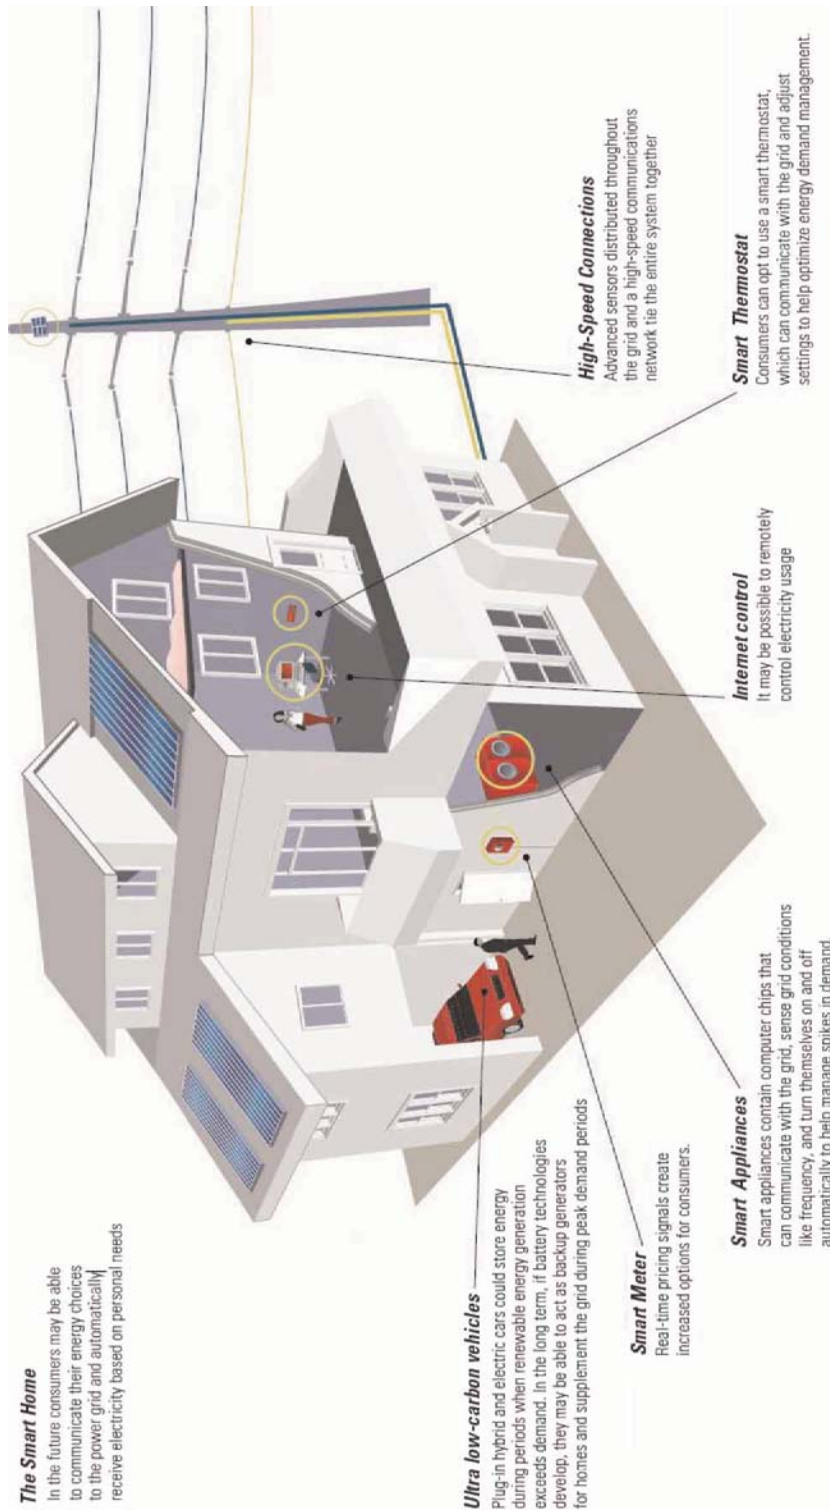 The Smart Home
In the future consumers may be able
to communicate their energy choices
to the power grid and automatically
receive electricity based on personal needs
High-Speed Connections
Advanced sensors distributed throughout
the grid and a high-speed communications
network tie the entire system together
Ultra low-carbon vehicles
Plug-in hybrid and electric cars could store energy
during periods when renewable energy generation
exceeds demand. In the long term, if battery technologies
develop, they may be able to act as backup generators
for homes and supplement the grid during peak demand periods
Smart Meter
Real-time pricing signals create
increased options for consumers.
Smart Appliances
Smart appliances contain computer chips that
can communicate with the grid, sense grid conditions
like frequency, and turn themselves on and off
automatically to help manage spikes in demand
Internet control
It may be possible to remotely
control electricity usage
Smart Thermostat
Consumers can opt to use a smart thermostat,
which can communicate with the grid and adjust
settings to help optimize energy demand management.